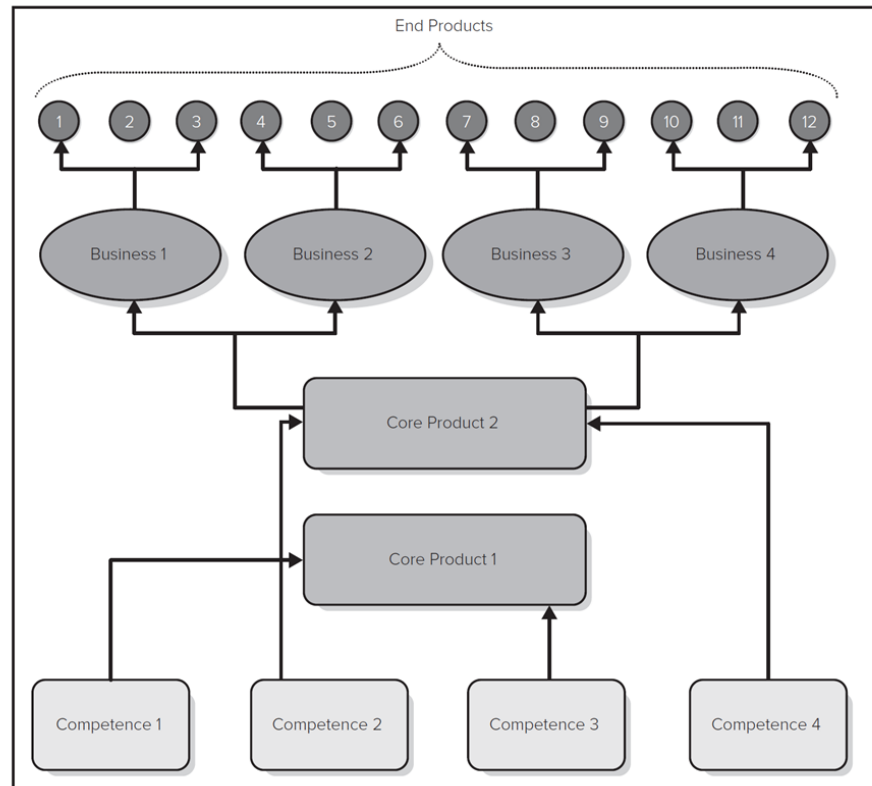 End Products
1 2 3 4 5 6 7 8 9 10 11 12
Business 1 Business 2 Business 3 Business 4
Core Product 2
Core Product 1
Competence 1 Competence 2 Competence 3 Competence 4